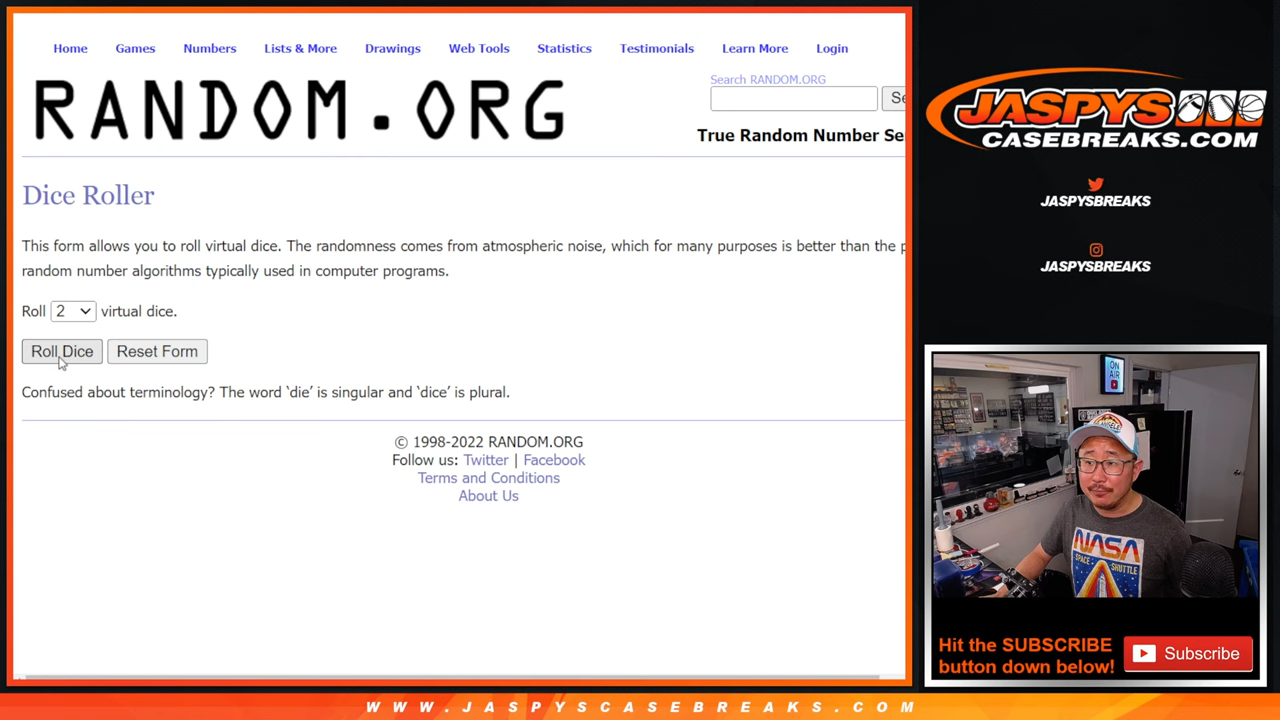 Home Games Numbers Lists & More Drawings Web Tools Statistics Testimonials Learn More Login
RANDOM.ORG
Search RANDOM.ORG
Se
True Random Number Se
Dice Roller
This form allows you to roll virtual dice. The randomness comes from atmospheric noise, which for many purposes is better than the p
random number algorithms typically used in computer programs.
Roll 2 virtual dice.
Roll Dice Reset Form
Confused about terminology? The word ‘die’ is singular and ‘dice’ is plural.
© 1998-2022 RANDOM.ORG
Follow us: Twitter | Facebook
Terms and Conditions
About Us
JASPYS
CASEBREAKS.COM
JASPYSBREAKS
JASPYSBREAKS
ON
AIR
NASA
SPACE SHUTTLE
Hit the SUBSCRIBE
button down below!
Subscribe
WWW.JASPYSCASEBREAKS.COM